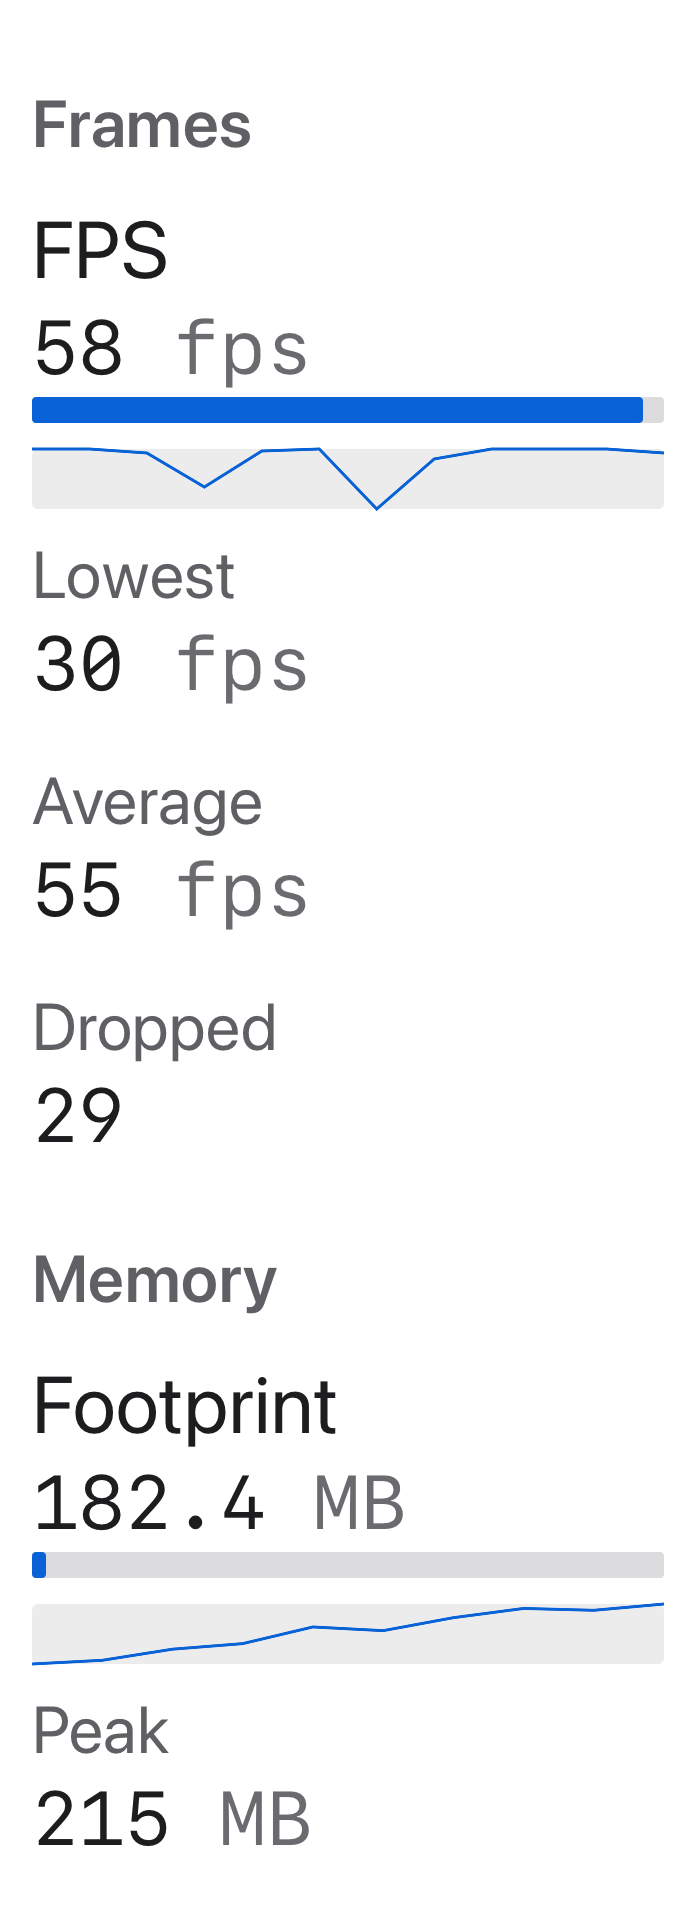 Frames
FPS
58 fps
Lowest
30 fps
Average
55 fps
Dropped
29
Memory
Footprint
182.4 MB
Peak
215 MB